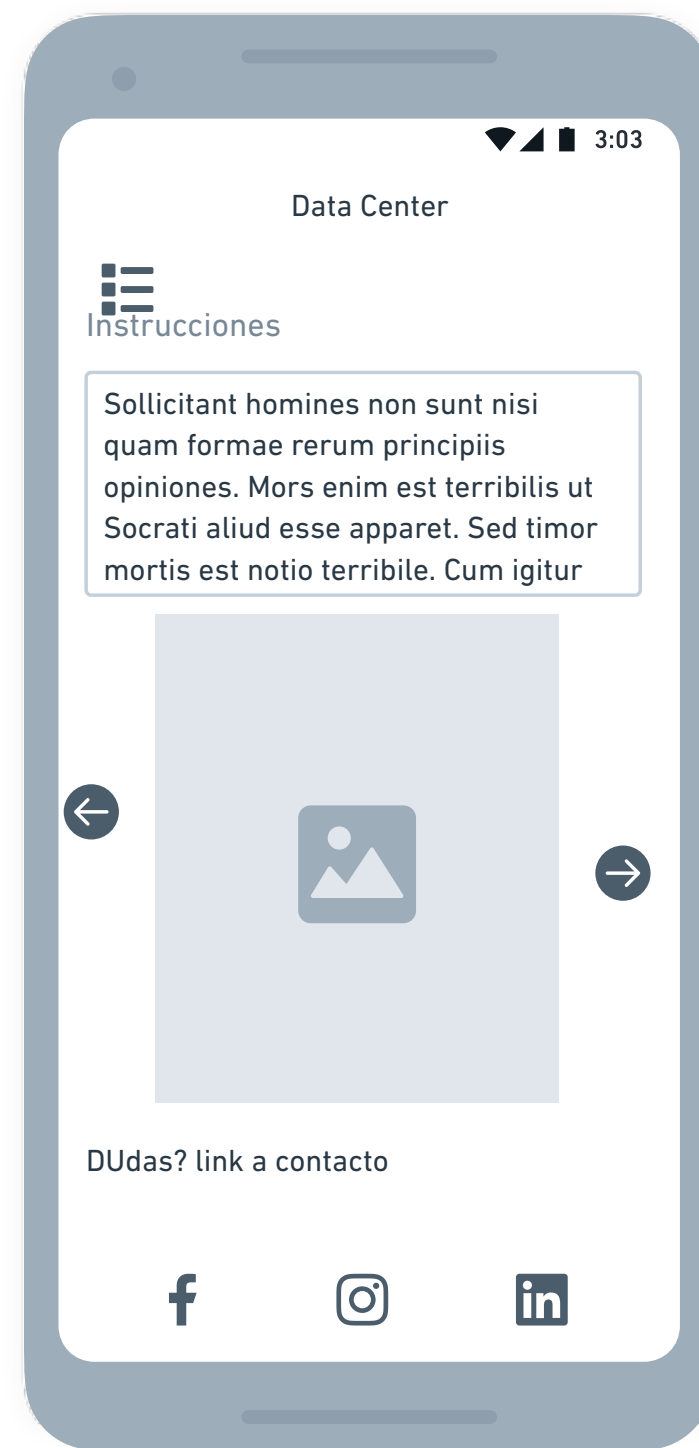 3:03
Data Center
Instrucciones
Sollicitant homines non sunt nisi
quam formae rerum principiis
opiniones. Mors enim est terribilis ut
Socrati aliud esse apparet. Sed timor
mortis est notio terribile. Cum igitur
DUdas? link a contacto
in